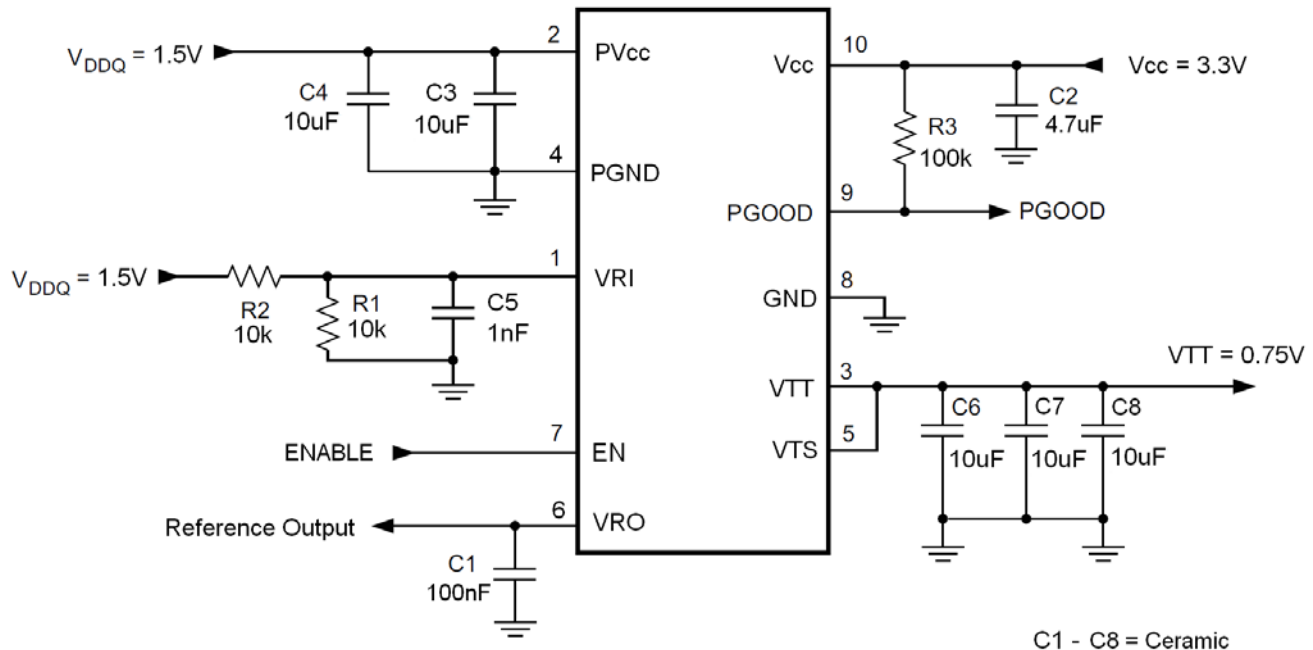 V_DDQ = 1.5V
2
PVcc
C4
10uF
C3
10uF
4
PGND
V_DDQ = 1.5V
1
VRI
R2
10k
R1
10k
C5
1nF
ENABLE
7
EN
Reference Output
6
VRO
C1
100nF
10
Vcc
Vcc = 3.3V
C2
4.7uF
R3
100k
9
PGOOD
PGOOD
8
GND
VTT = 0.75V
3
VTT
5
VTS
C6
10uF
C7
10uF
C8
10uF
C1 - C8 = Ceramic